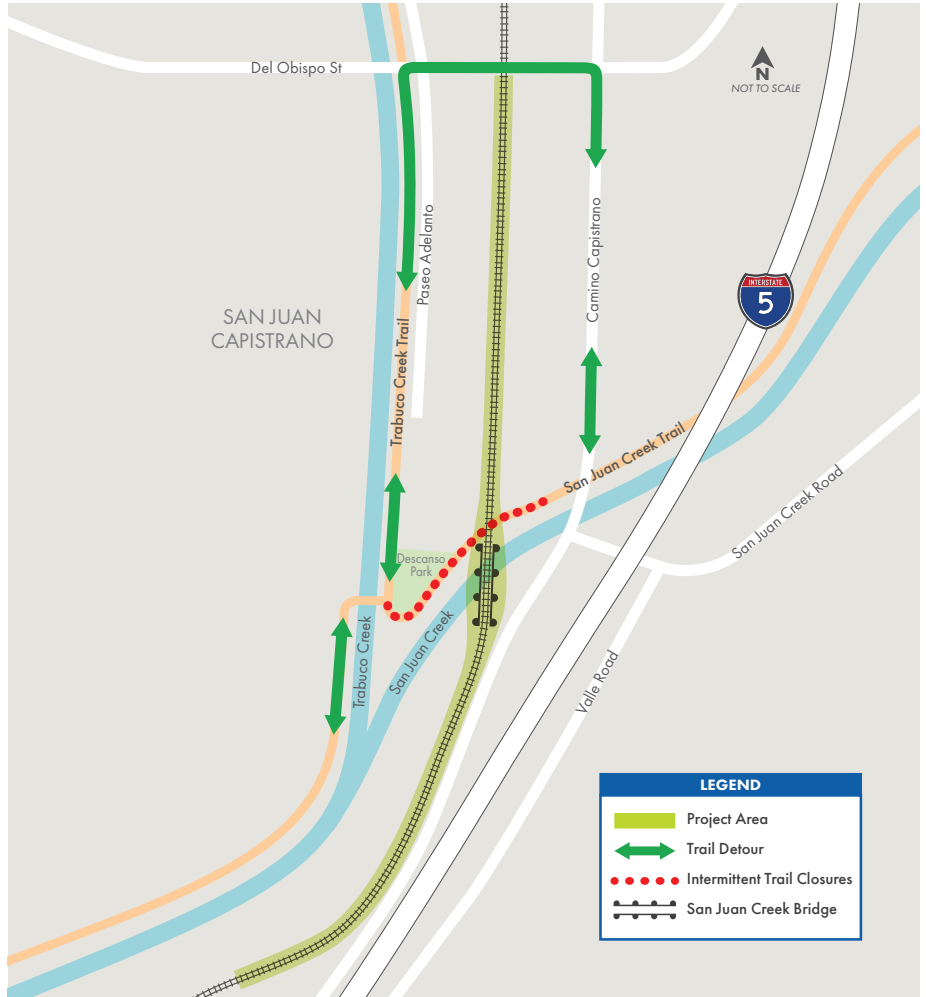 Del Obispo St
N
NOT TO SCALE
Paseo Adelanto
Camino Capistrano
INTERSTATE
5
SAN JUAN
CAPISTRANO
Trabuco Creek Trail
San Juan Creek Trail
San Juan Creek Road
Descanso
Park
Trabuco Creek
San Juan Creek
Valle Road
LEGEND
Project Area
Trail Detour
Intermittent Trail Closures
San Juan Creek Bridge